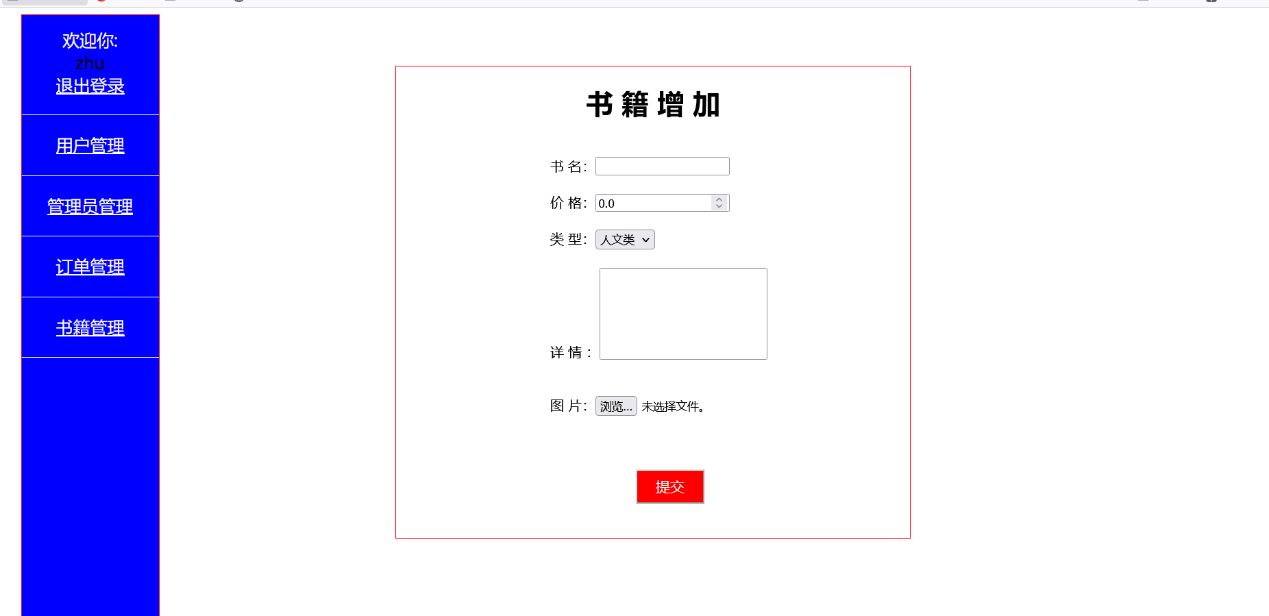 欢迎你:
zhu
退出登录
用户管理
管理员管理
订单管理
书籍管理
书 籍 增 加
书 名：
价 格： 0.0
类 型： 人文类
详 情 ：
图 片： 浏览... 未选择文件。
提交